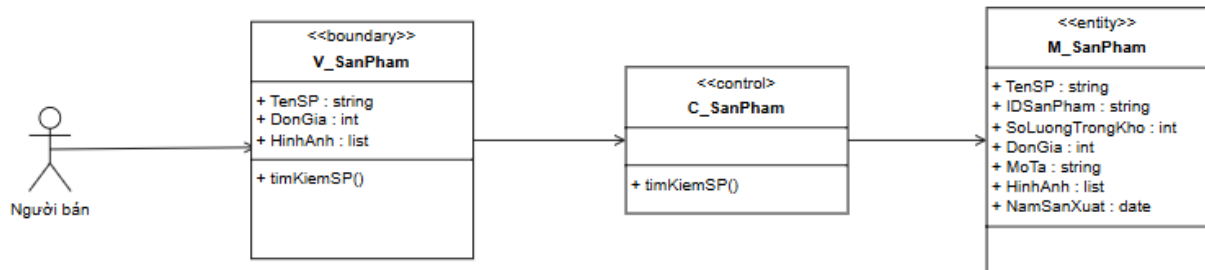 Người bán
<<boundary>>
V_SanPham
+ TenSP : string
+ DonGia : int
+ HinhAnh : list
+ timKiemSP()
<<control>>
C_SanPham
+ timKiemSP()
<<entity>>
M_SanPham
+ TenSP : string
+ IDSanPham : string
+ SoLuongTrongKho : int
+ DonGia : int
+ MoTa : string
+ HinhAnh : list
+ NamSanXuat : date